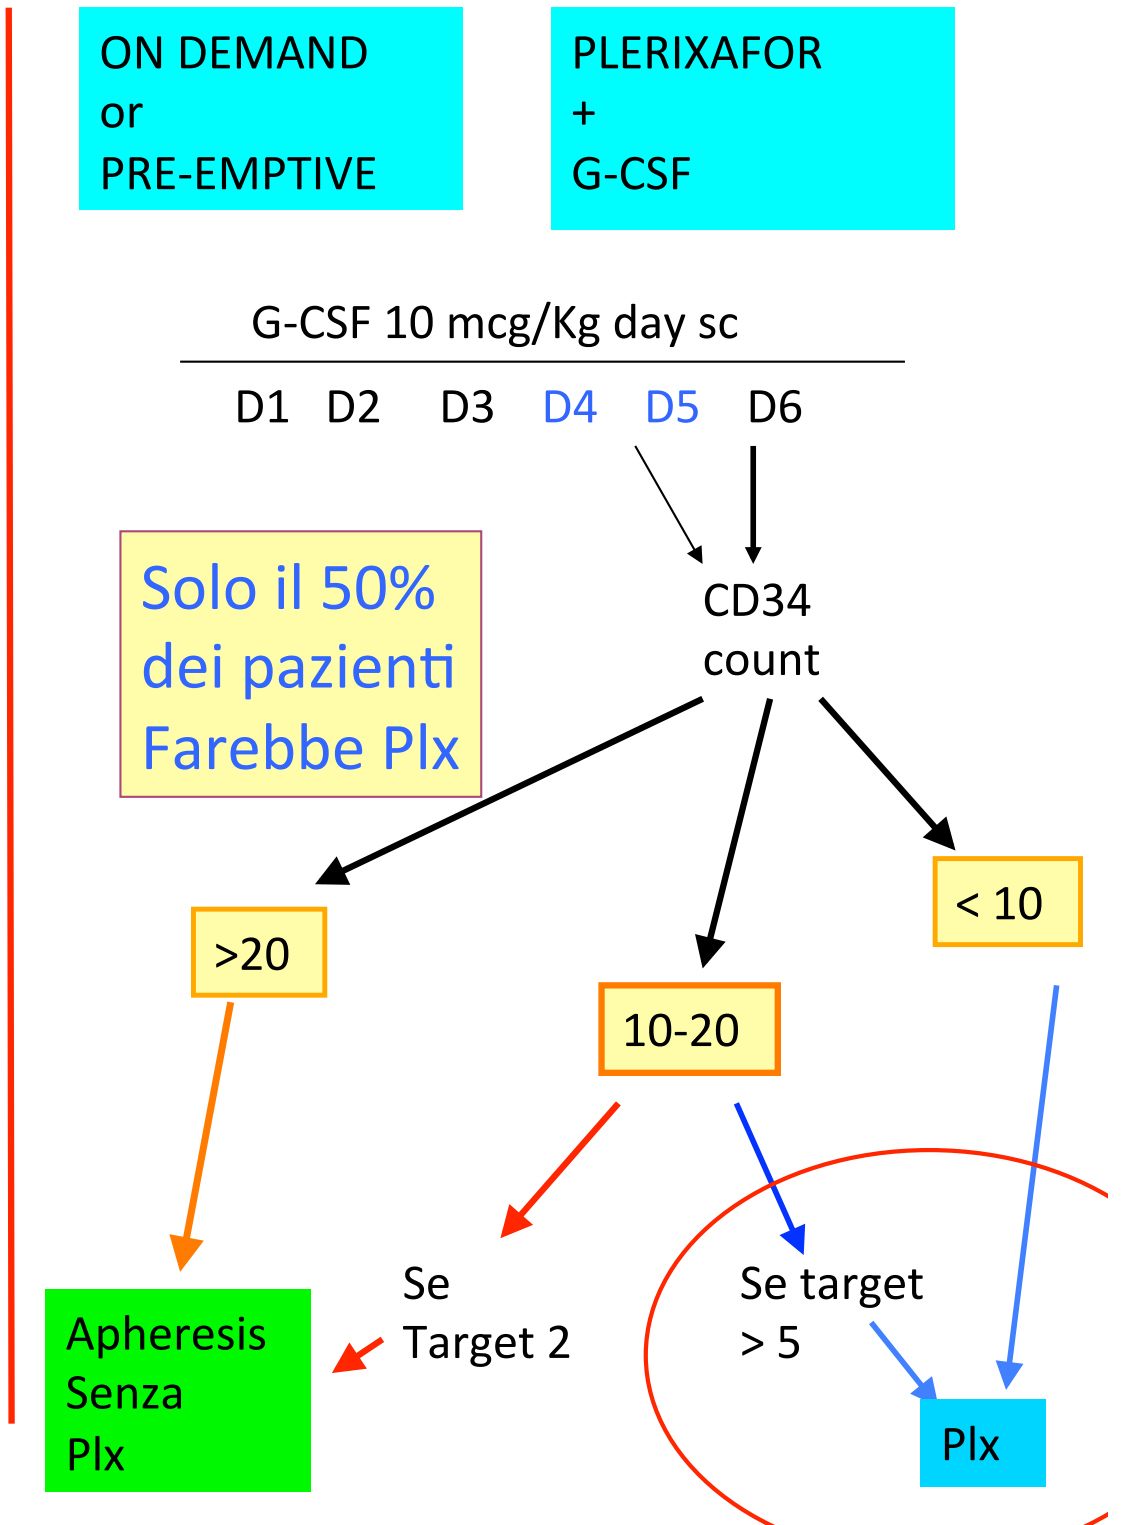 ON DEMAND
or
PRE-EMPTIVE
PLERIXAFOR
+
G-CSF
G-CSF 10 mcg/Kg day sc
D1 D2 D3 D4 D5 D6
Solo il 50%
dei pazienti
Farebbe Plx
CD34
count
>20
10-20
< 10
Apheresis
Senza
Plx
Se
Target 2
Se target
> 5
Plx